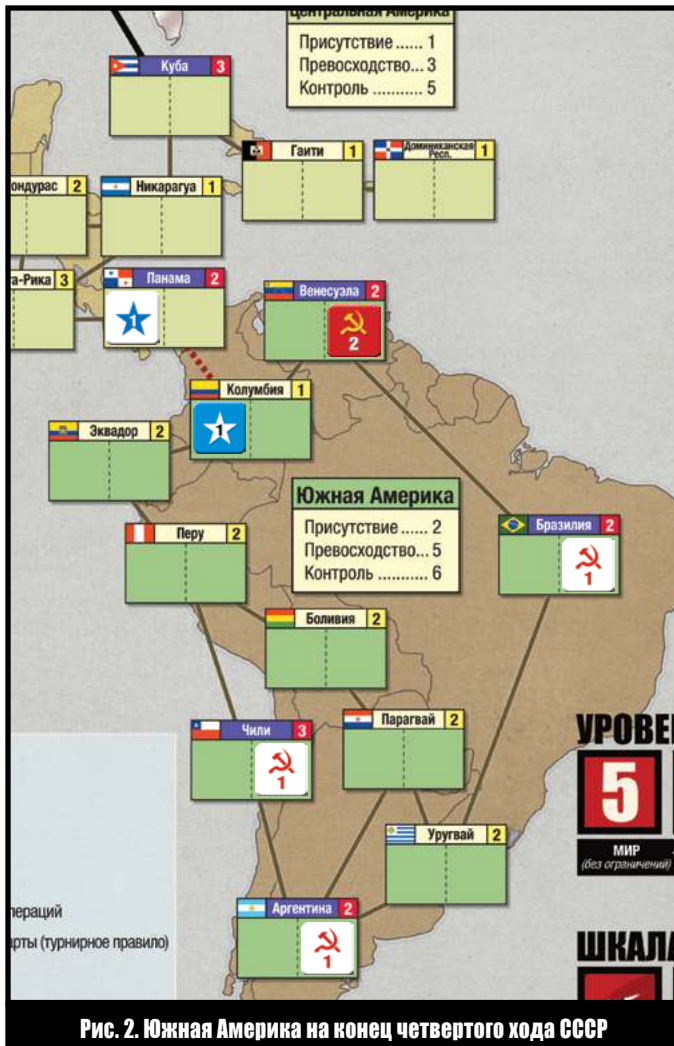 Центральная Америка
Присутствие ...... 1
Превосходство... 3
Контроль ........... 5
Куба 3
Гаити 1
Доминиканская Респ. 1
ондурас 2
Никарагуа 1
та-Рика 3
Панама 2
1
Венесуэла 2
2
Колумбия 1
1
Эквадор 2
Южная Америка
Присутствие ...... 2
Превосходство... 5
Контроль ........... 6
Перу 2
Бразилия 2
1
Боливия 2
Чили 3
1
Парагвай 2
УРОВЕ
5
МИР
(без ограничений)
Уругвай 2
Аргентина 2
1
пераций
рты (турнирное правило)
ШКАЛА
Рис. 2. Южная Америка на конец четвертого хода СССР